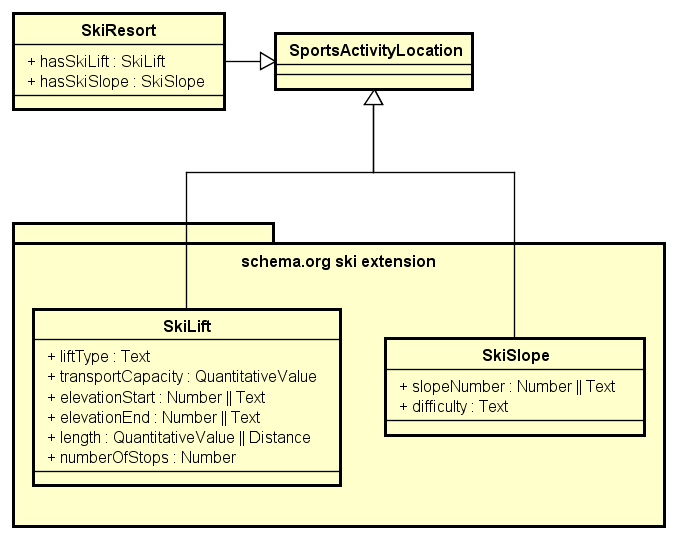 SkiResort
+ hasSkiLift : SkiLift
+ hasSkiSlope : SkiSlope
SportsActivityLocation
schema.org ski extension
SkiLift
+ liftType : Text
+ transportCapacity : QuantitativeValue
+ elevationStart : Number || Text
+ elevationEnd : Number || Text
+ length : QuantitativeValue || Distance
+ numberOfStops : Number
SkiSlope
+ slopeNumber : Number || Text
+ difficulty : Text